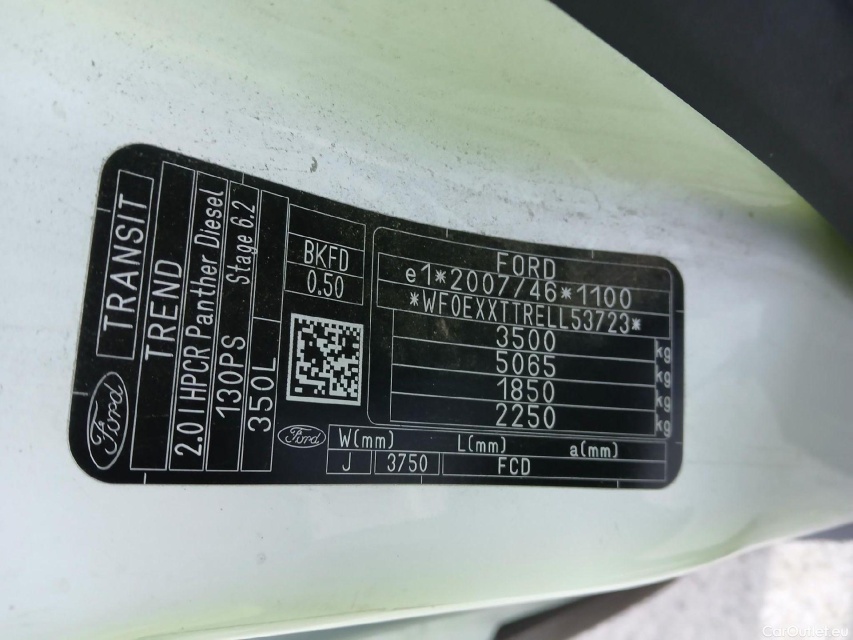 Ford
TRANSIT
TREND
2.0 l HPCR Panther Diesel
130PS Stage 6.2
350L
BKFD
0.50
Ford
FORD
e1*2007/46*1100
*WF0EXXTTRELL53723*
3500 kg
5065 kg
1850 kg
2250 kg
W(mm) L(mm) a(mm)
J 3750 FCD
CarOutlet.eu